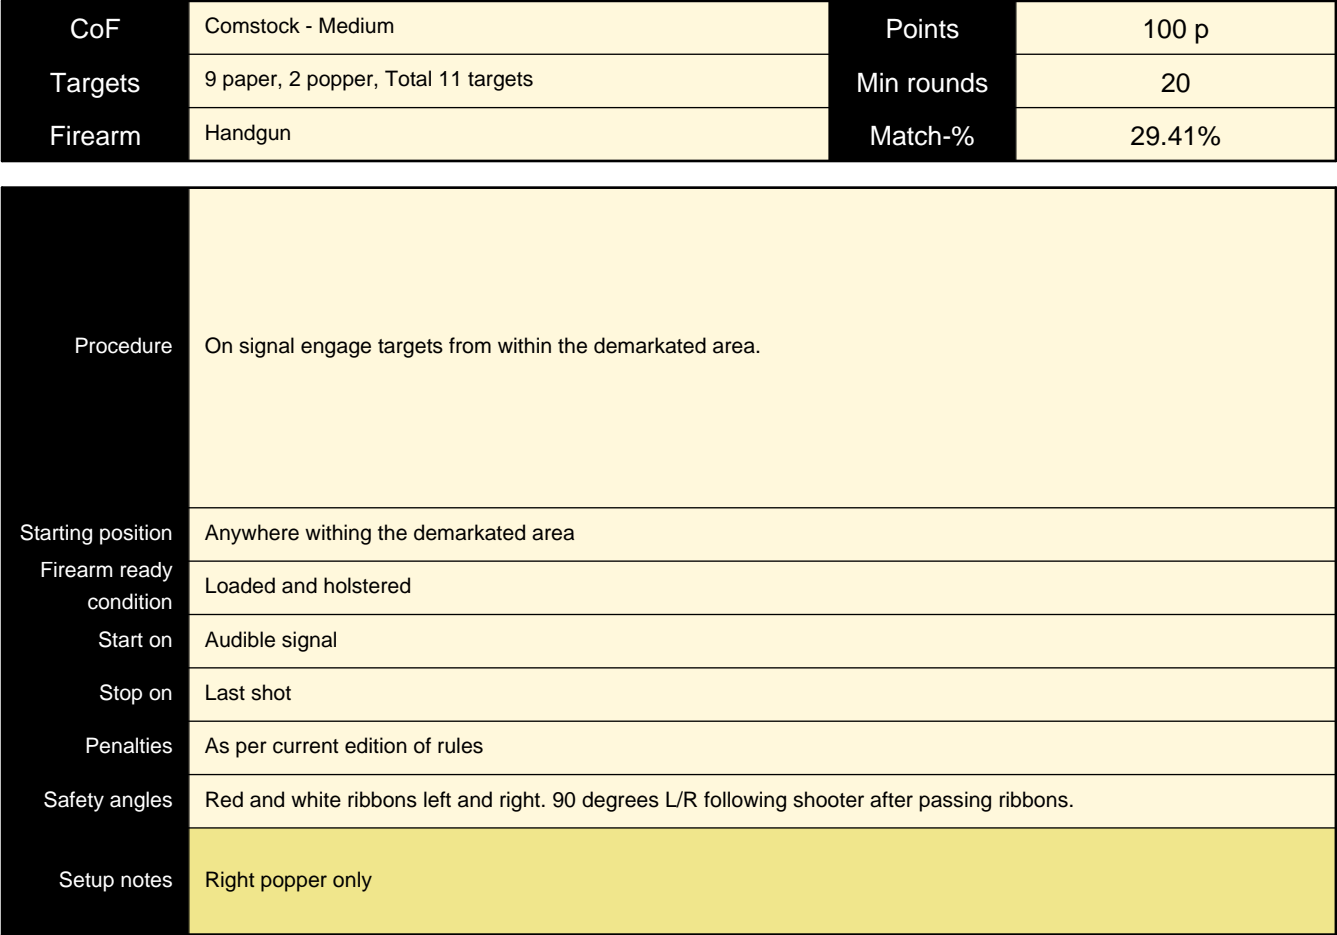 CoF Comstock - Medium Points 100 p
Targets 9 paper, 2 popper, Total 11 targets Min rounds 20
Firearm Handgun Match-% 29.41%
Procedure On signal engage targets from within the demarkated area.
Starting position Anywhere withing the demarkated area
Firearm ready
condition Loaded and holstered
Start on Audible signal
Stop on Last shot
Penalties As per current edition of rules
Safety angles Red and white ribbons left and right. 90 degrees L/R following shooter after passing ribbons.
Setup notes Right popper only